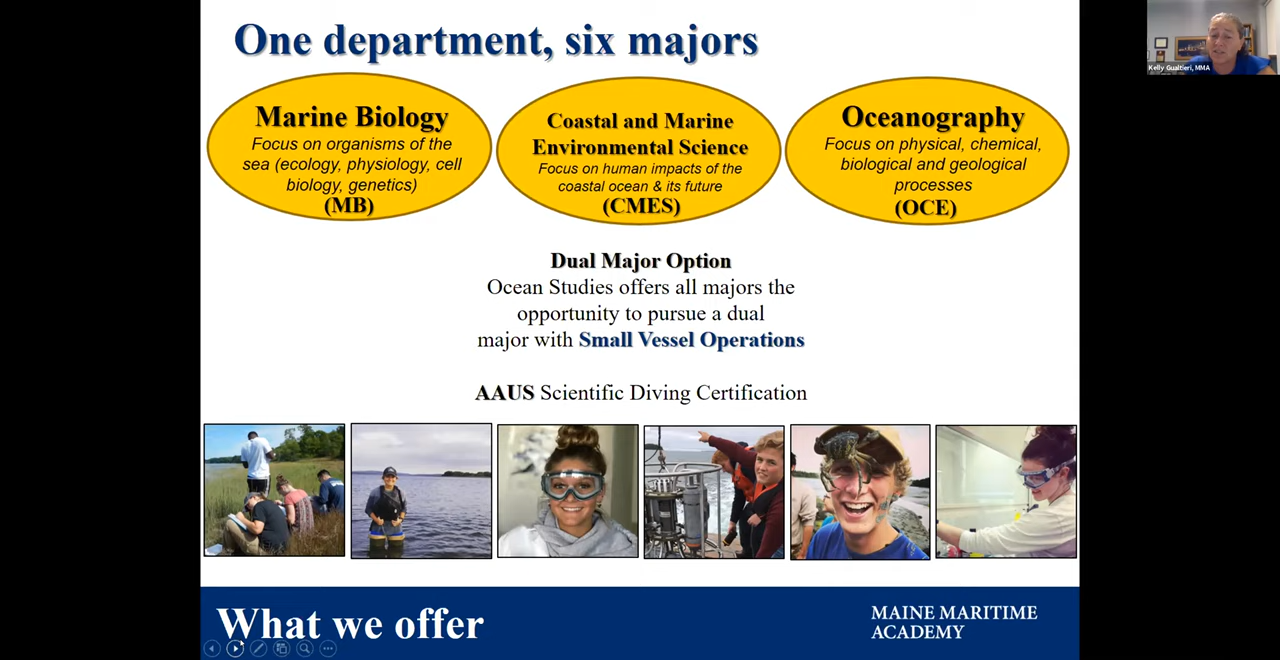 One department, six majors
Kelly Gualtieri, MMA
Marine Biology
Focus on organisms of the
sea (ecology, physiology, cell
biology, genetics)
(MB)
Coastal and Marine
Environmental Science
Focus on human impacts of the
coastal ocean & its future
(CMES)
Oceanography
Focus on physical, chemical,
biological and geological
processes
(OCE)
Dual Major Option
Ocean Studies offers all majors the
opportunity to pursue a dual
major with Small Vessel Operations
AAUS Scientific Diving Certification
What we offer
MAINE MARITIME
ACADEMY